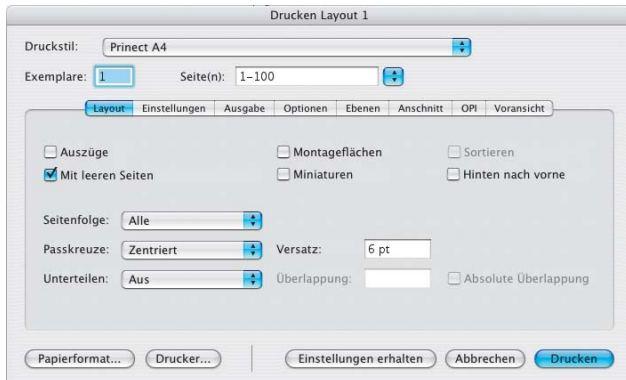 Drucken Layout 1
Druckstil: Prinect A4
Exemplare: 1 Seite(n): 1-100
Layout Einstellungen Ausgabe Optionen Ebenen Anschnitt OPI Voransicht
Auszüge Montageflächen Sortieren
Mit leeren Seiten Miniaturen Hinten nach vorne
Seitenfolge: Alle
Passkreuze: Zentriert Versatz: 6 pt
Unterteilen: Aus Überlappung: Absolute Überlappung
Papierformat... Drucker... Einstellungen erhalten Abbrechen Drucken